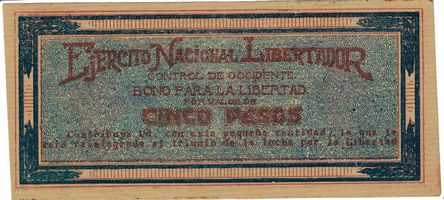 EJERCITO NACIONAL LIBERTADOR
CONTROL DE OCCIDENTE
BONO PARA LA LIBERTAD
POR VALOR DE
CINCO PESOS
Contribuya Ud. con esta pequeña cantidad, le que le
será reintegrada al triunfo de la lucha por la Libertad